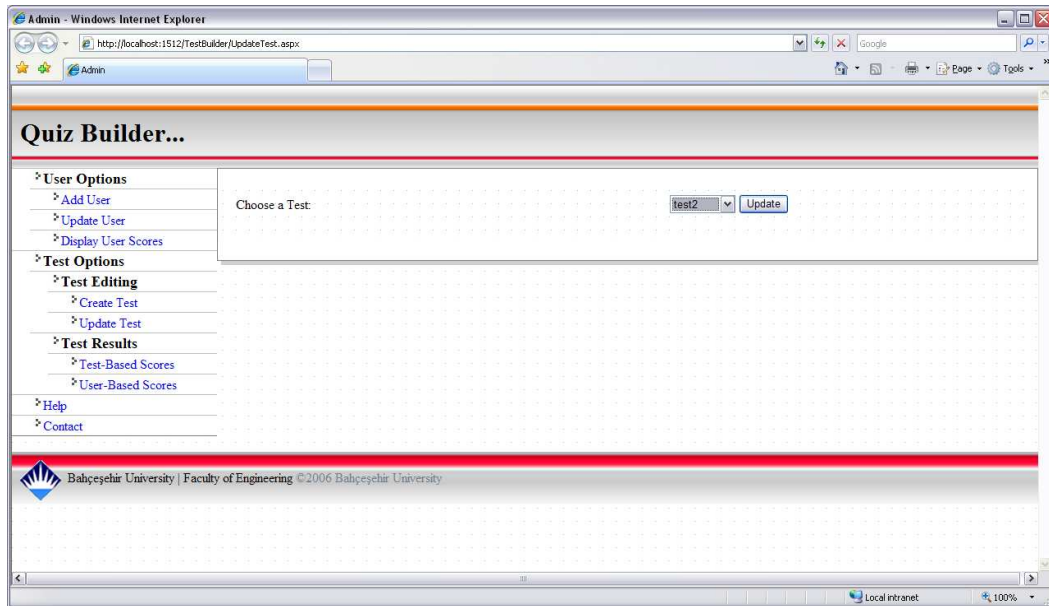 Admin - Windows Internet Explorer
http://localhost:1512/TestBuilder/UpdateTest.aspx
Google
Admin
Page
Tools
Quiz Builder...
User Options
Add User
Update User
Display User Scores
Choose a Test:
test2
Update
Test Options
Test Editing
Create Test
Update Test
Test Results
Test-Based Scores
User-Based Scores
Help
Contact
Bahçeşehir University | Faculty of Engineering ©2006 Bahçeşehir University
Local intranet
100%